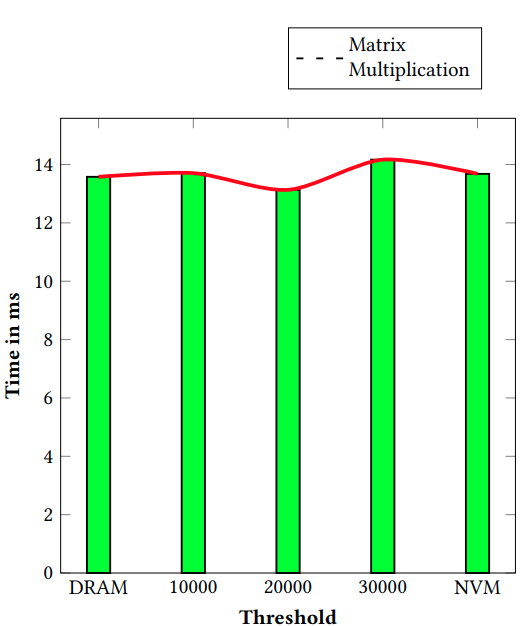 Matrix
Multiplication
14
12
10
8
6
4
2
0
Time in ms
DRAM 10000 20000 30000 NVM
Threshold